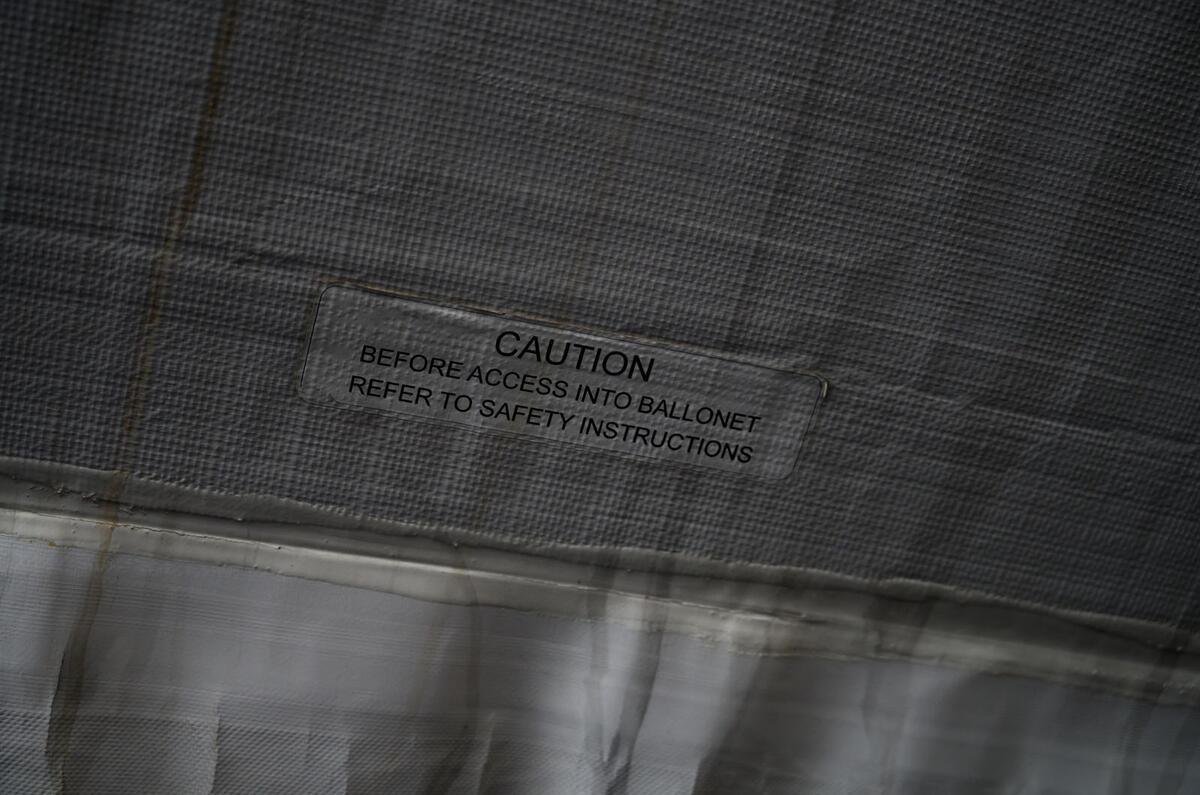 CAUTION
BEFORE ACCESS INTO BALLONET
REFER TO SAFETY INSTRUCTIONS